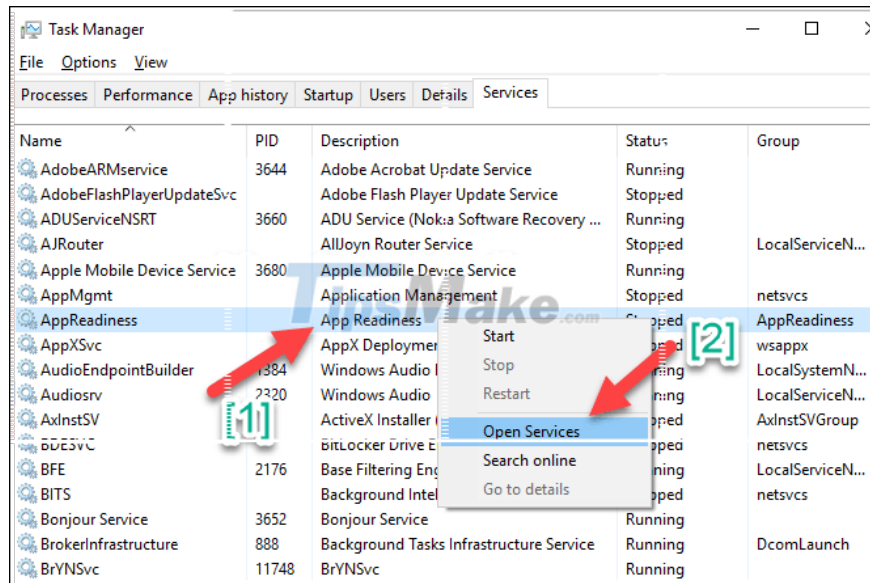 Task Manager
File Options View
Processes Performance App history Startup Users Details Services
Name PID Description Status Group
AdobeARMservice 3644 Adobe Acrobat Update Service Running
AdobeFlashPlayerUpdateSvc Adobe Flash Player Update Service Stopped
ADUServiceNSRT 3660 ADU Service (Nokia Software Recovery ... Running
AJRouter AllJoyn Router Service Stopped LocalServiceN...
Apple Mobile Device Service 3680 Apple Mobile Device Service Running
AppMgmt Application Management Stopped netsvcs
TipsMake.com
AppReadiness App Readiness Stopped AppReadiness
AppXSvc AppX Deploymen wsappx
Start
[2]
AudioEndpointBuilder 1384 Windows Audio LocalSystemN...
Stop
Audiosrv 2320 Windows Audio LocalServiceN...
Restart
[1]
AxInstSV ActiveX Installer ( AxInstSVGroup
Open Services
BDESVC BitLocker Drive E netsvcs
Search online
BFE 2176 Base Filtering Eng LocalServiceN...
Go to details
BITS Background Intel netsvcs
Bonjour Service 3652 Bonjour Service Running
BrokerInfrastructure 888 Background Tasks Infrastructure Service Running DcomLaunch
BrYNSvc 11748 BrYNSvc Running